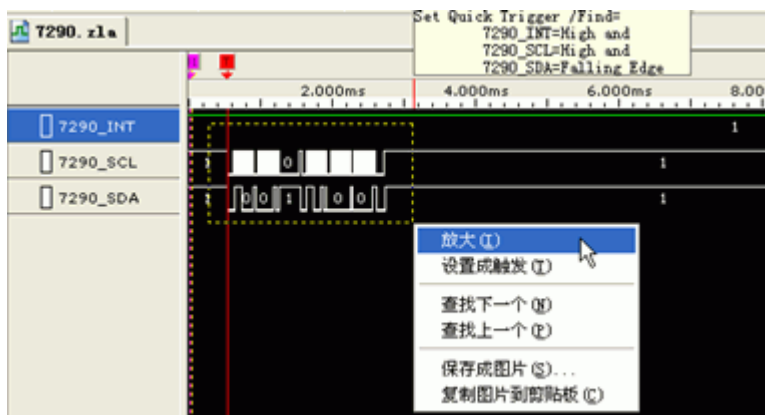 7290.zla
Set Quick Trigger /Find=
7290_INT=High and
7290_SCL=High and
7290_SDA=Falling Edge
T
2.000ms 4.000ms 6.000ms 8.00
7290_INT 1
7290_SCL 0 1
7290_SDA 0 0 1 0 0 1
放大(I)
设置成触发(T)
查找下一个(N)
查找上一个(P)
保存成图片(S)...
复制图片到剪贴板(C)